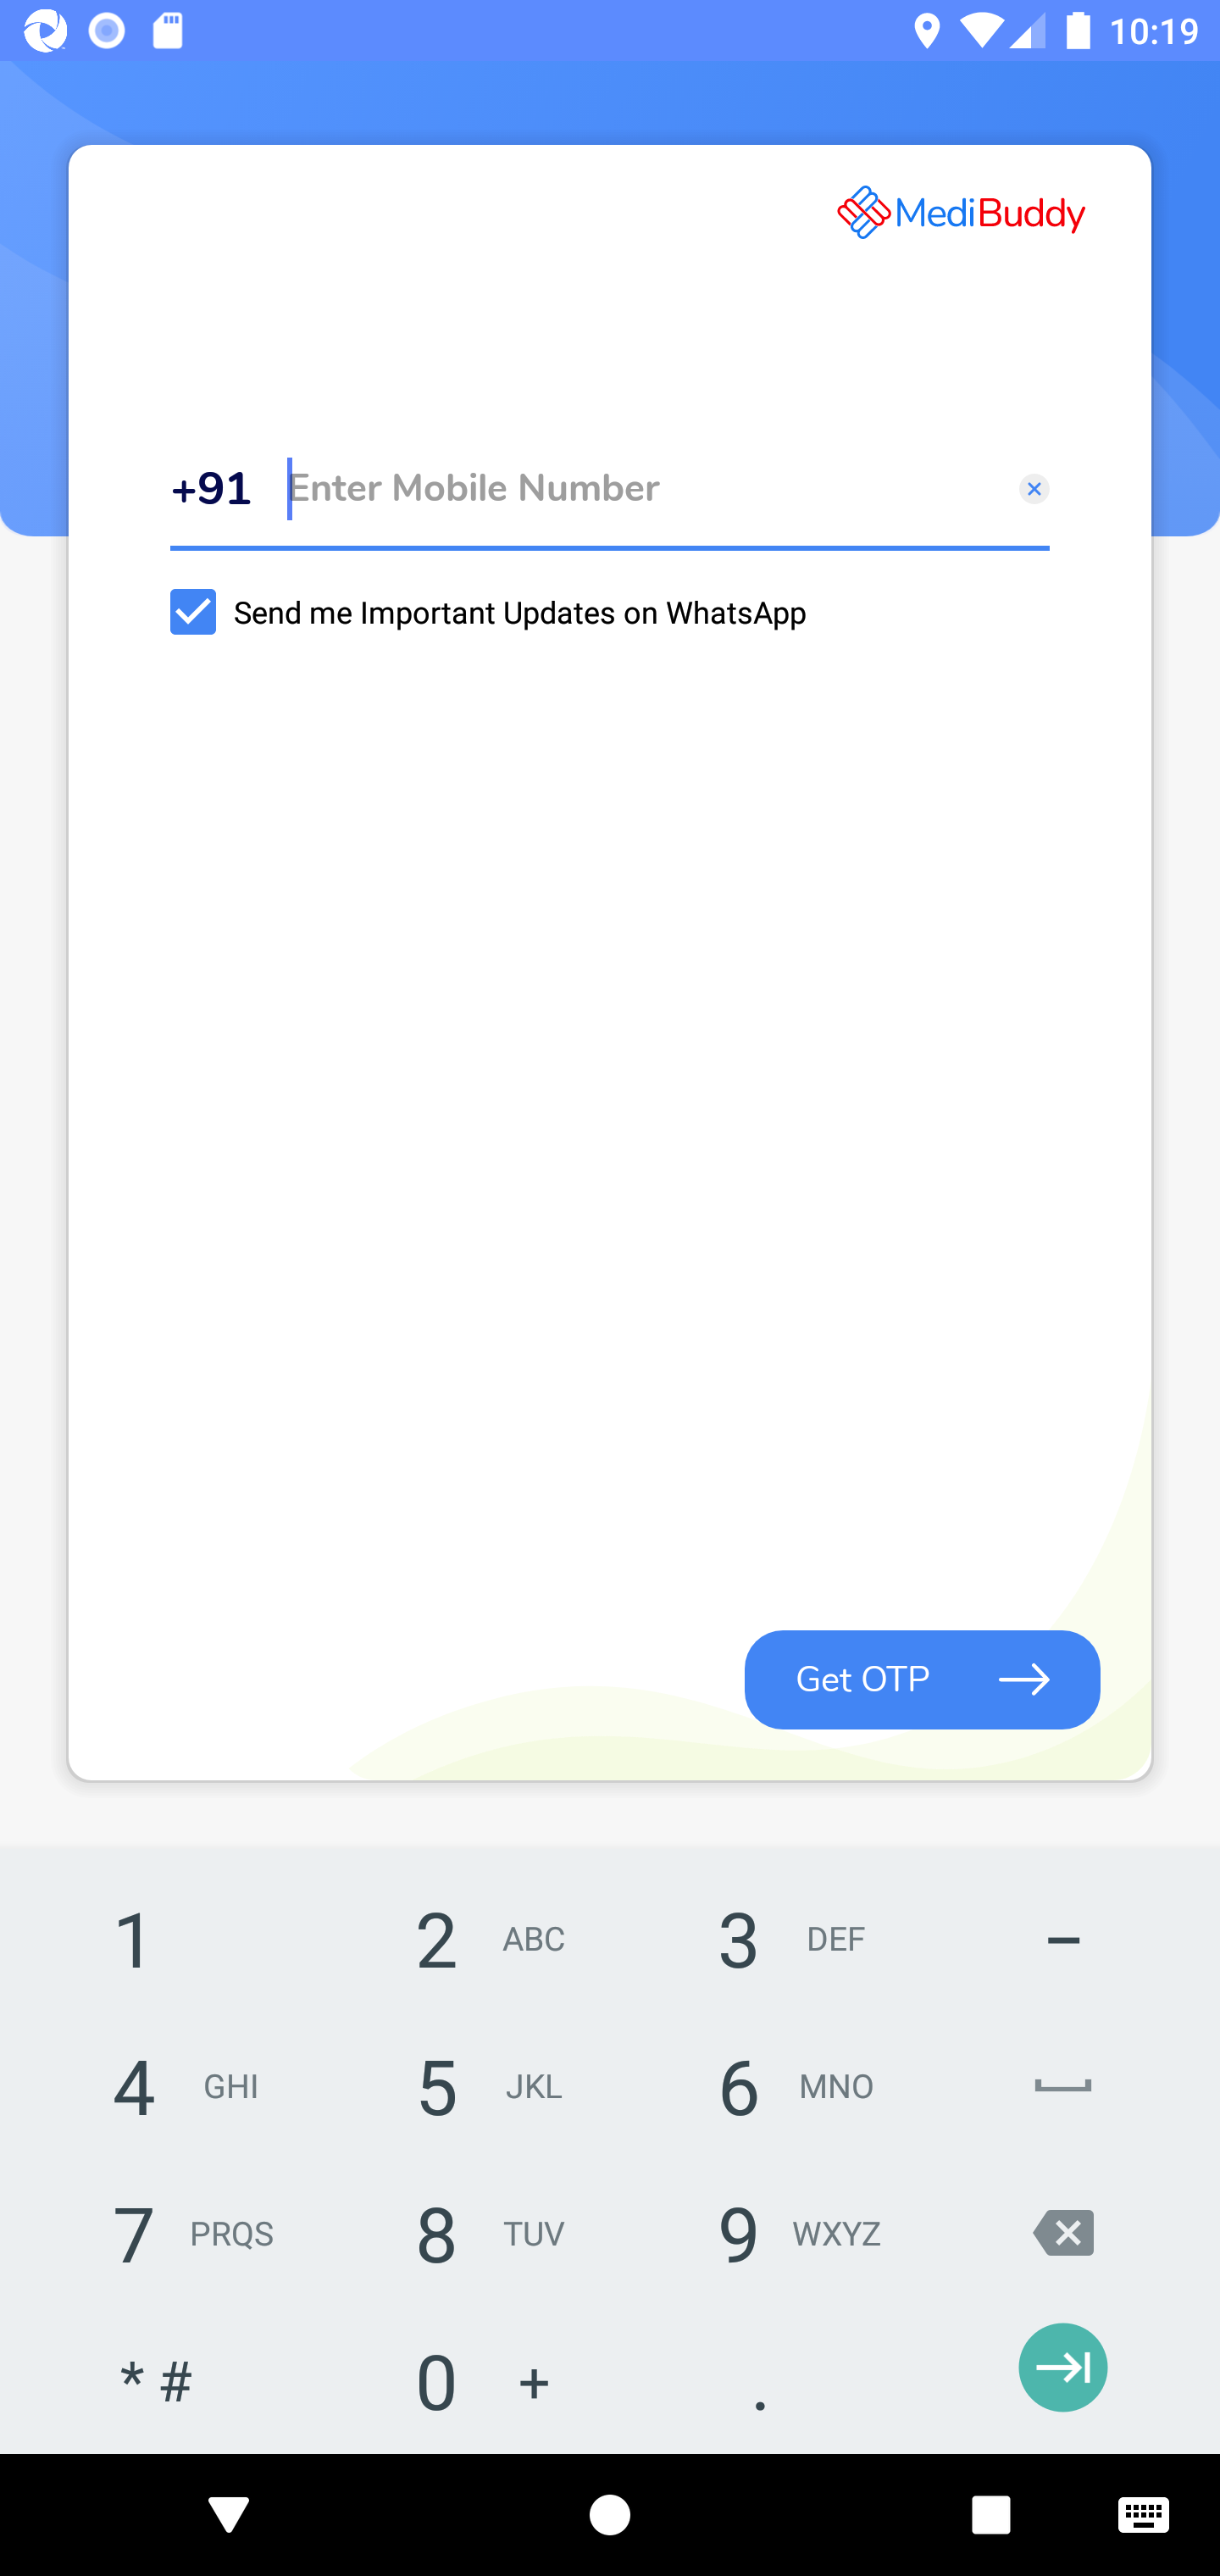 10:19
MediBuddy
+91 Enter Mobile Number
Send me Important Updates on WhatsApp
Get OTP
1 2 ABC 3 DEF –
4 GHI 5 JKL 6 MNO
7 PRQS 8 TUV 9 WXYZ
* # 0 + .